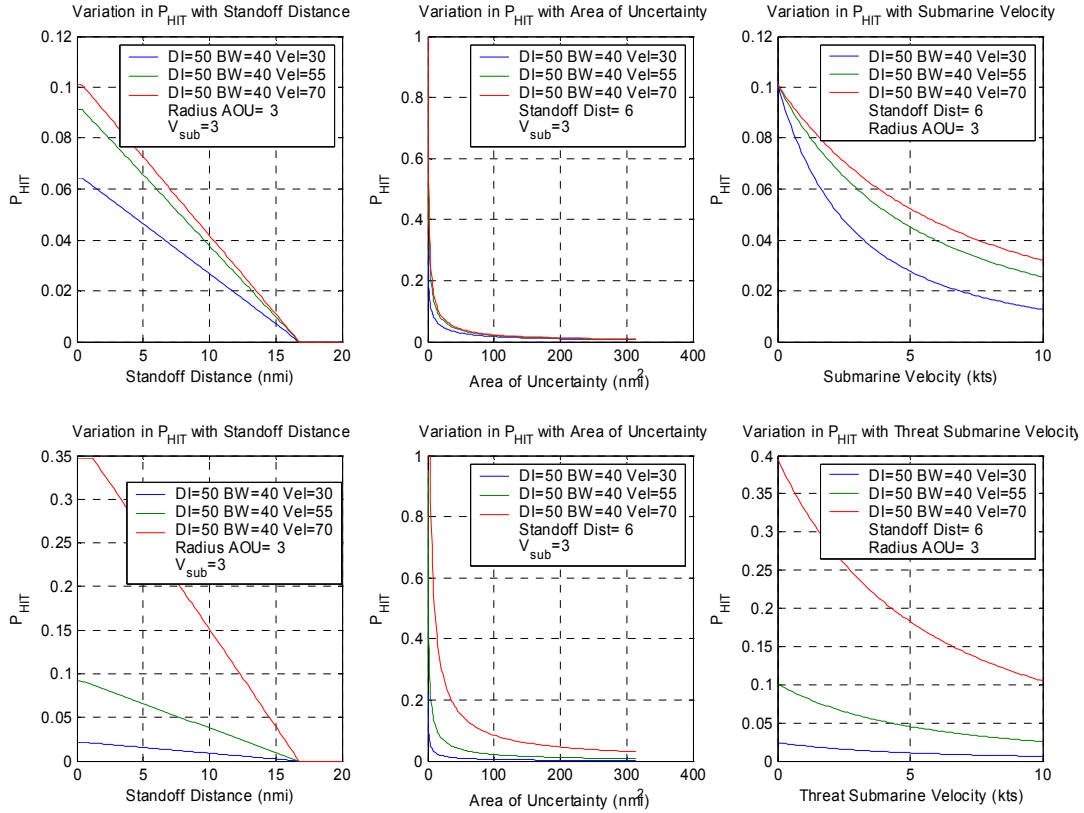 Variation in P_HIT with Standoff Distance
0.12
0.1
0.08
0.06
0.04
0.02
0
P_HIT
DI=50 BW=40 Vel=30
DI=50 BW=40 Vel=55
DI=50 BW=40 Vel=70
Radius AOU= 3
V_sub=3
0 5 10 15 20
Standoff Distance (nmi)
Variation in P_HIT with Area of Uncertainty
1
0.8
0.6
0.4
0.2
0
P_HIT
DI=50 BW=40 Vel=30
DI=50 BW=40 Vel=55
DI=50 BW=40 Vel=70
Standoff Dist= 6
V_sub=3
0 100 200 300 400
Area of Uncertainty (nmi²)
Variation in P_HIT with Submarine Velocity
0.12
0.1
0.08
0.06
0.04
0.02
0
P_HIT
DI=50 BW=40 Vel=30
DI=50 BW=40 Vel=55
DI=50 BW=40 Vel=70
Standoff Dist= 6
Radius AOU= 3
0 5 10
Submarine Velocity (kts)
Variation in P_HIT with Standoff Distance
0.35
0.3
0.25
0.2
0.15
0.1
0.05
0
P_HIT
DI=50 BW=40 Vel=30
DI=50 BW=40 Vel=55
DI=50 BW=40 Vel=70
Radius AOU= 3
V_sub=3
0 5 10 15 20
Standoff Distance (nmi)
Variation in P_HIT with Area of Uncertainty
1
0.8
0.6
0.4
0.2
0
P_HIT
DI=50 BW=40 Vel=30
DI=50 BW=40 Vel=55
DI=50 BW=40 Vel=70
Standoff Dist= 6
V_sub=3
0 100 200 300 400
Area of Uncertainty (nmi²)
Variation in P_HIT with Threat Submarine Velocity
0.4
0.35
0.3
0.25
0.2
0.15
0.1
0.05
0
P_HIT
DI=50 BW=40 Vel=30
DI=50 BW=40 Vel=55
DI=50 BW=40 Vel=70
Standoff Dist= 6
Radius AOU= 3
0 5 10
Threat Submarine Velocity (kts)